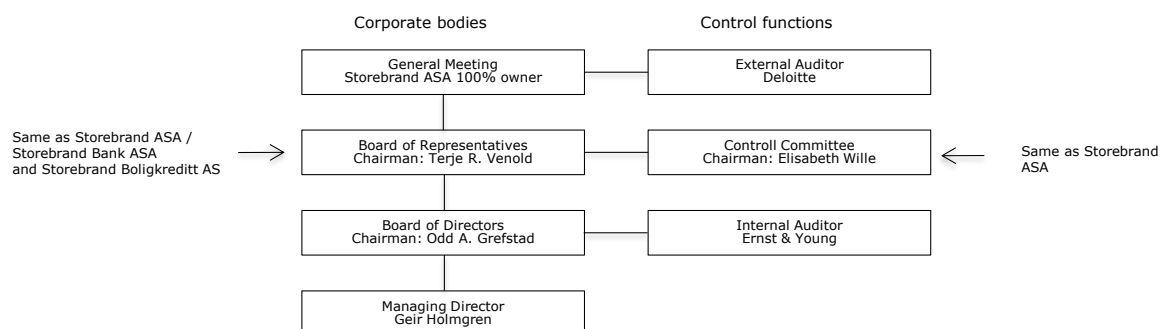 Corporate bodies
Control functions
General Meeting
Storebrand ASA 100% owner
External Auditor
Deloitte
Same as Storebrand ASA /
Storebrand Bank ASA
and Storebrand Boligkreditt AS
Board of Representatives
Chairman: Terje R. Venold
Controll Committee
Chairman: Elisabeth Wille
Same as Storebrand
ASA
Board of Directors
Chairman: Odd A. Grefstad
Internal Auditor
Ernst & Young
Managing Director
Geir Holmgren